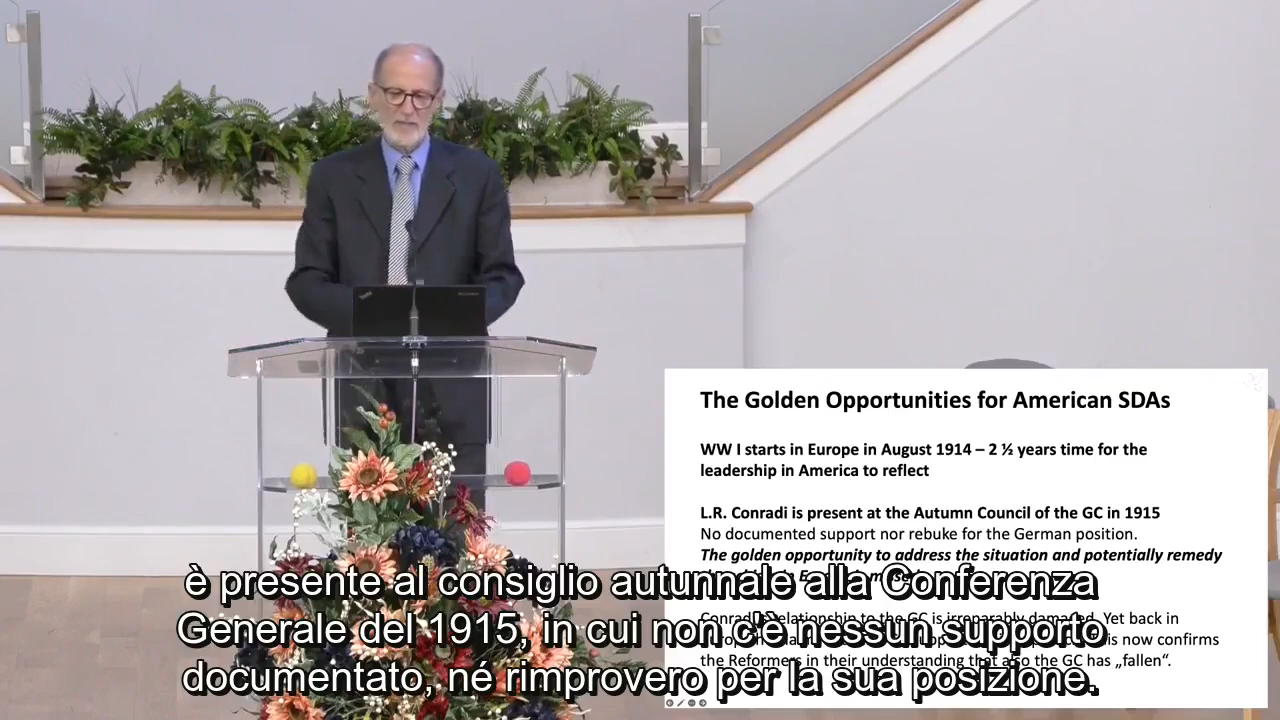 The Golden Opportunities for American SDAs
WW I starts in Europe in August 1914 – 2 ½ years time for the
leadership in America to reflect
L.R. Conradi is present at the Autumn Council of the GC in 1915
No documented support nor rebuke for the German position.
The golden opportunity to address the situation and potentially remedy
relationship to the GC is irreparably damaged. Yet back in
is now confirms
the Reformers in their understanding that also the GC has „fallen“.
è presente al consiglio autunnale alla Conferenza
Generale del 1915, in cui non c'è nessun supporto
documentato, né rimprovero per la sua posizione.